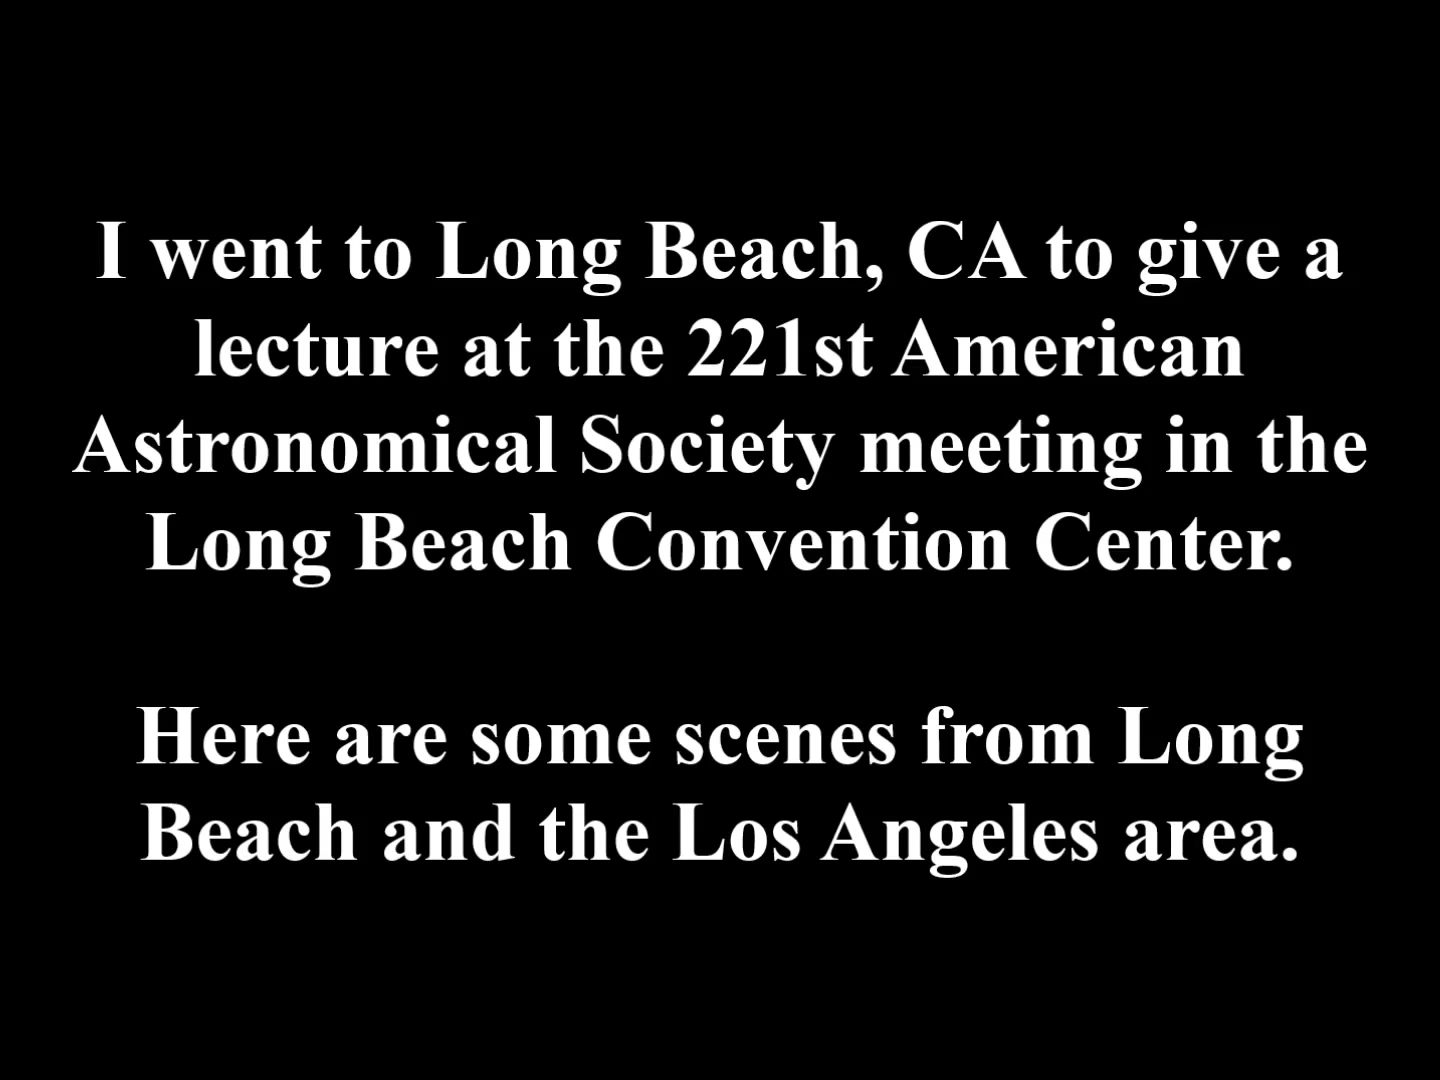 I went to Long Beach, CA to give a
lecture at the 221st American
Astronomical Society meeting in the
Long Beach Convention Center.
Here are some scenes from Long
Beach and the Los Angeles area.